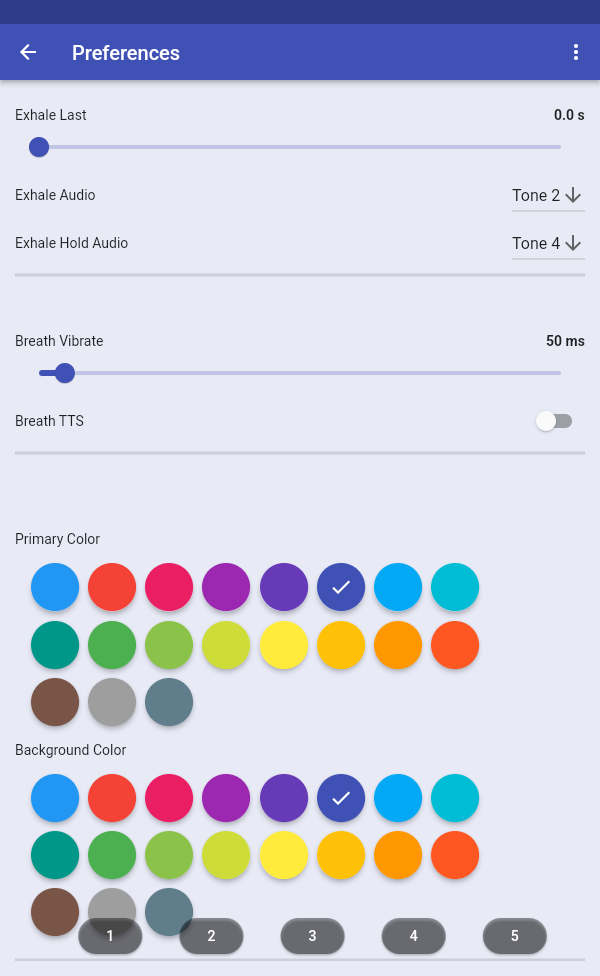 Preferences
Exhale Last 0.0 s
Exhale Audio Tone 2
Exhale Hold Audio Tone 4
Breath Vibrate 50 ms
Breath TTS
Primary Color
Background Color
1 2 3 4 5